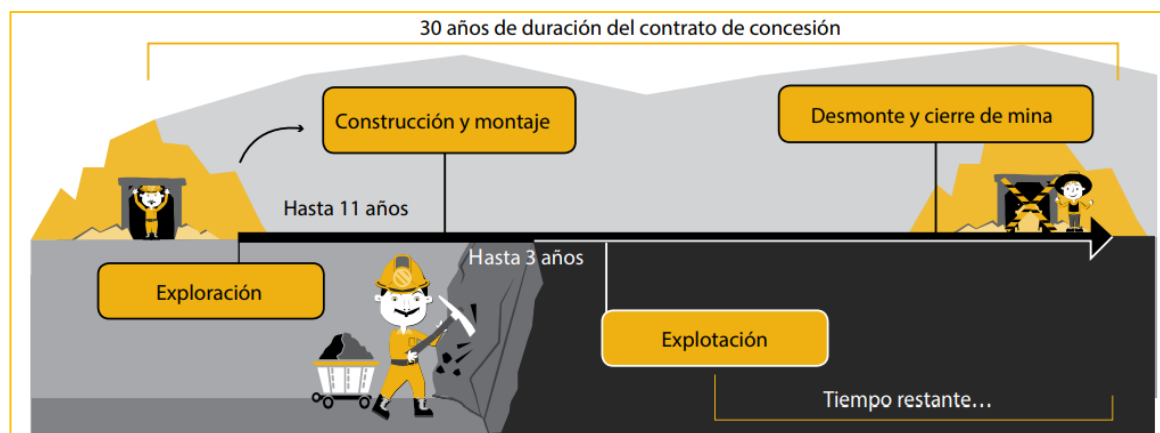 30 años de duración del contrato de concesión
Construcción y montaje
Desmonte y cierre de mina
Hasta 11 años
Hasta 3 años
Exploración
Explotación
Tiempo restante…